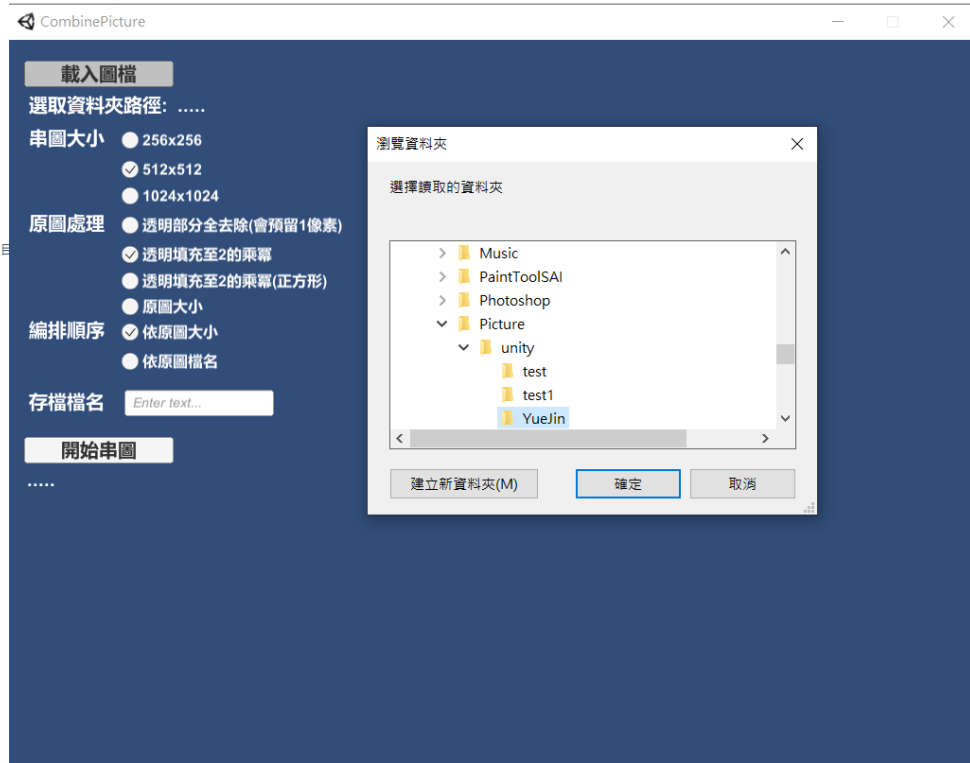 CombinePicture
載入圖檔
選取資料夾路徑: .....
串圖大小
256x256
512x512
1024x1024
原圖處理
透明部分全去除(會預留1像素)
透明填充至2的乘冪
透明填充至2的乘冪(正方形)
原圖大小
編排順序
依原圖大小
依原圖檔名
存檔檔名
Enter text...
開始串圖
.....
瀏覽資料夾
選擇讀取的資料夾
Music
PaintToolSAI
Photoshop
Picture
unity
test
test1
YueJin
建立新資料夾(M)
確定
取消